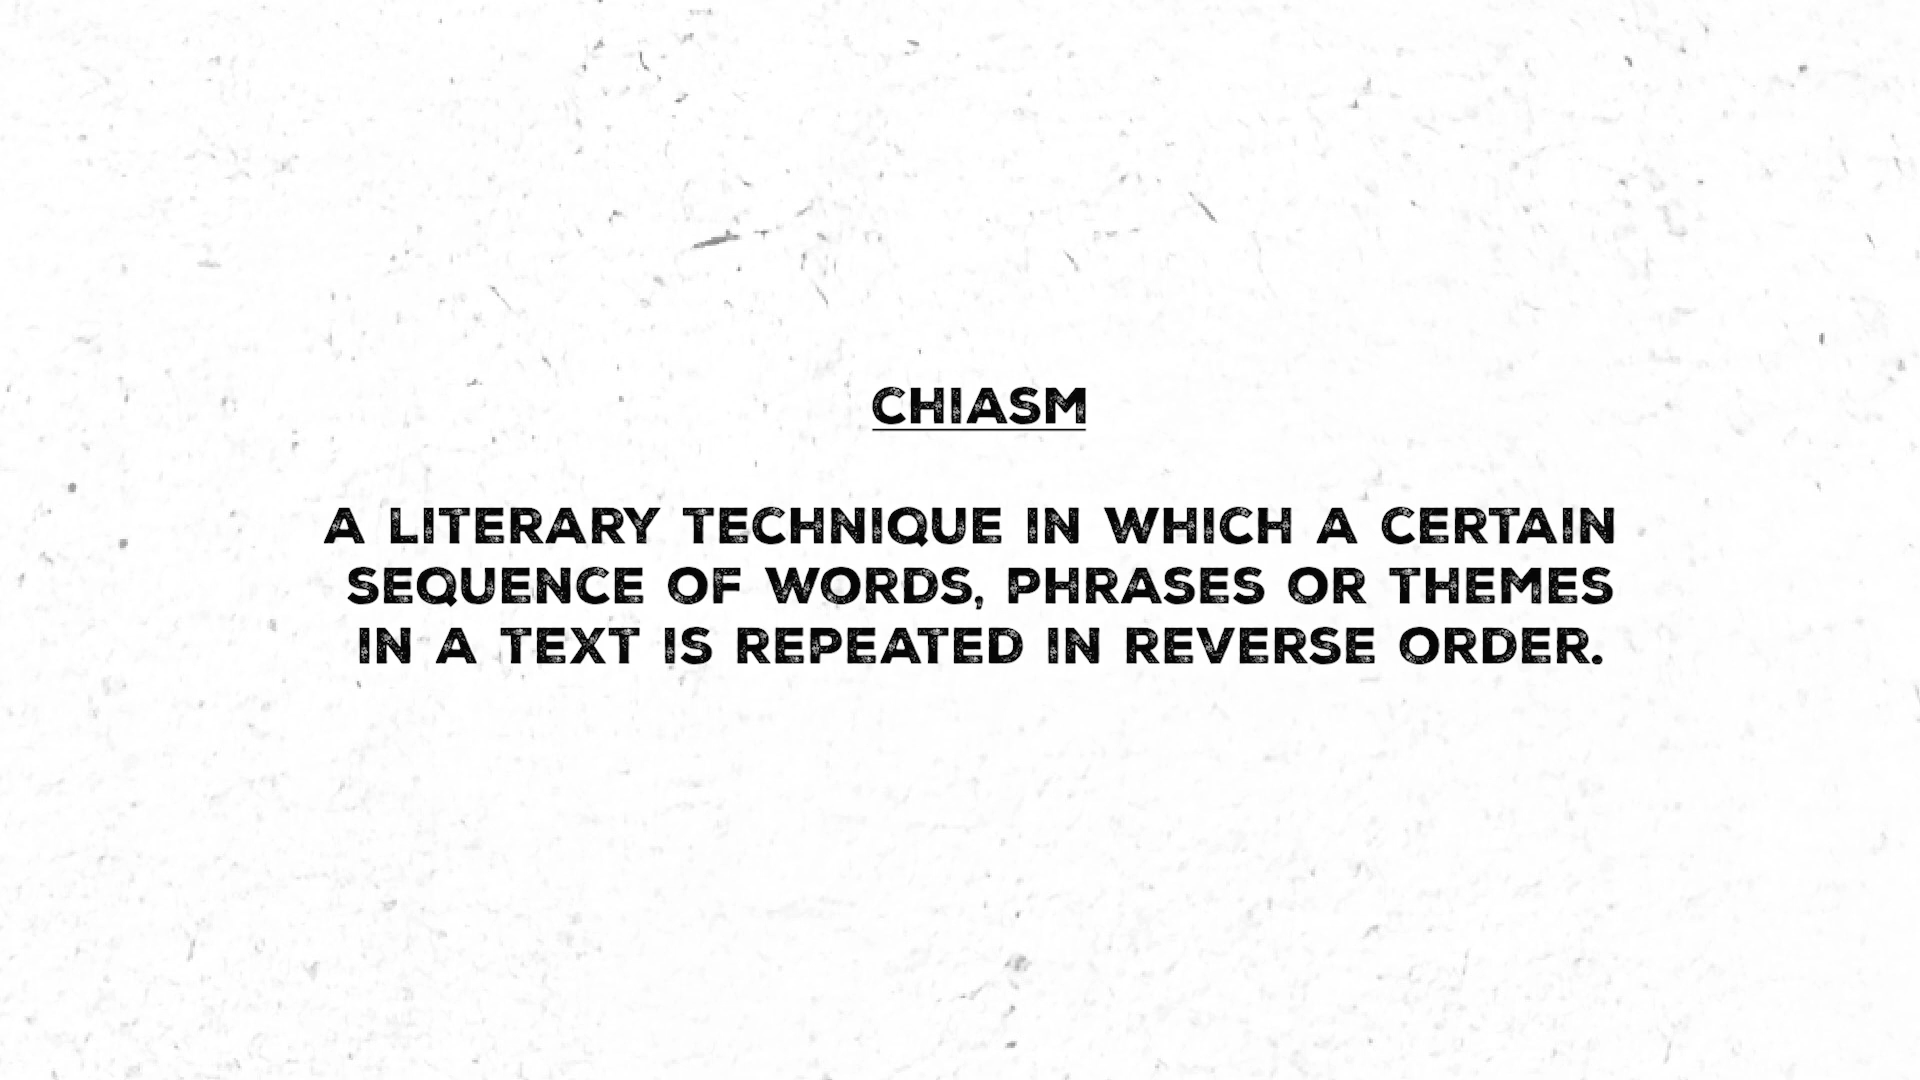 CHIASM
A LITERARY TECHNIQUE IN WHICH A CERTAIN
SEQUENCE OF WORDS, PHRASES OR THEMES
IN A TEXT IS REPEATED IN REVERSE ORDER.